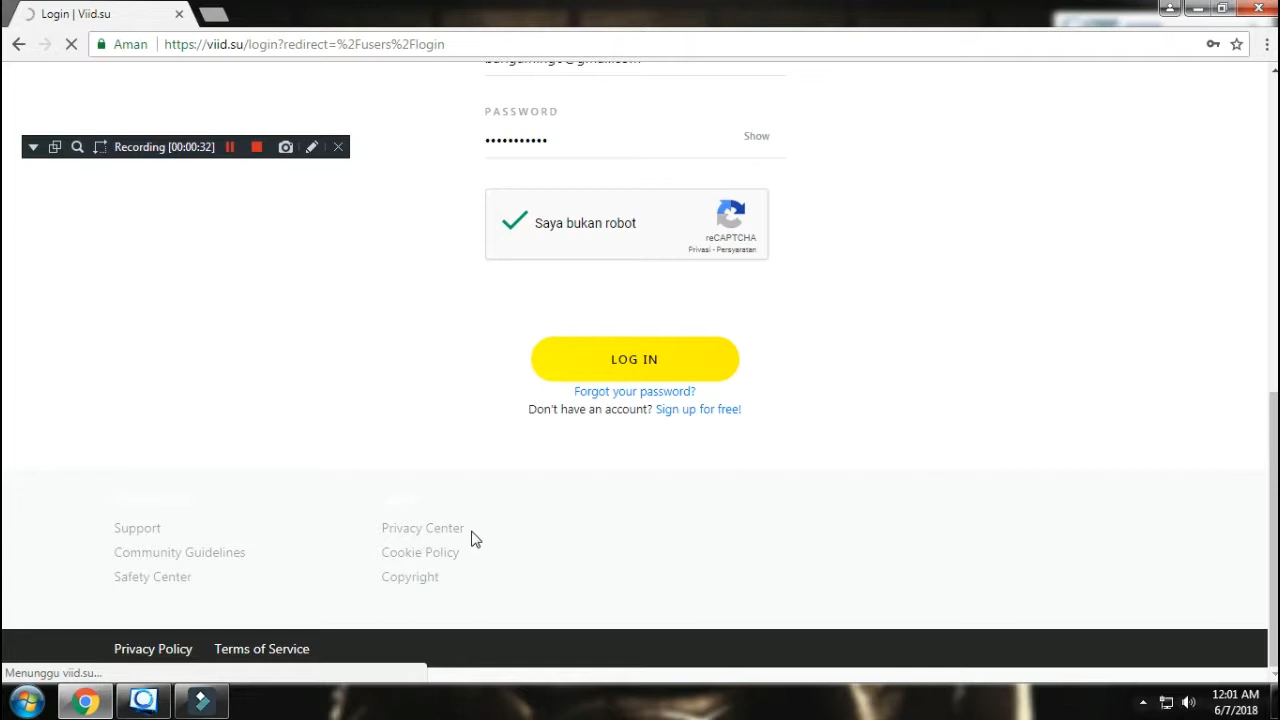 Login | Viid.su
Aman
https://viid.su/login?redirect=%2Fusers%2Flogin
PASSWORD
•••••••••••
Show
Recording [00:00:32]
Saya bukan robot
reCAPTCHA
Privasi - Persyaratan
LOG IN
Forgot your password?
Don't have an account? Sign up for free!
Support
Privacy Center
Community Guidelines
Cookie Policy
Safety Center
Copyright
Privacy Policy
Terms of Service
Menunggu viid.su...
12:01 AM
6/7/2018